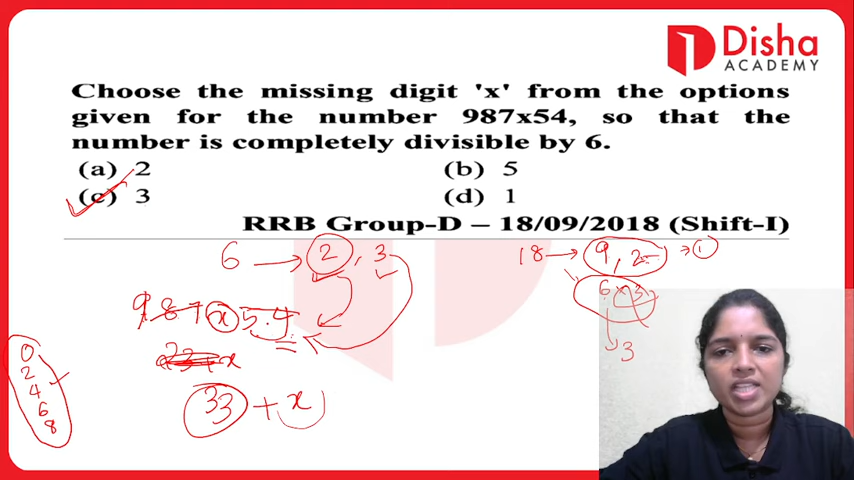 Disha
ACADEMY
Choose the missing digit 'x' from the options
given for the number 987x54, so that the
number is completely divisible by 6.
(a) 2
(b) 5
(c) 3
(d) 1
RRB Group-D – 18/09/2018 (Shift-I)
6 → 2, 3
18 → 9, 2 → 1
6 × 3
3
987x54
33 + x
0
2
4
6
8